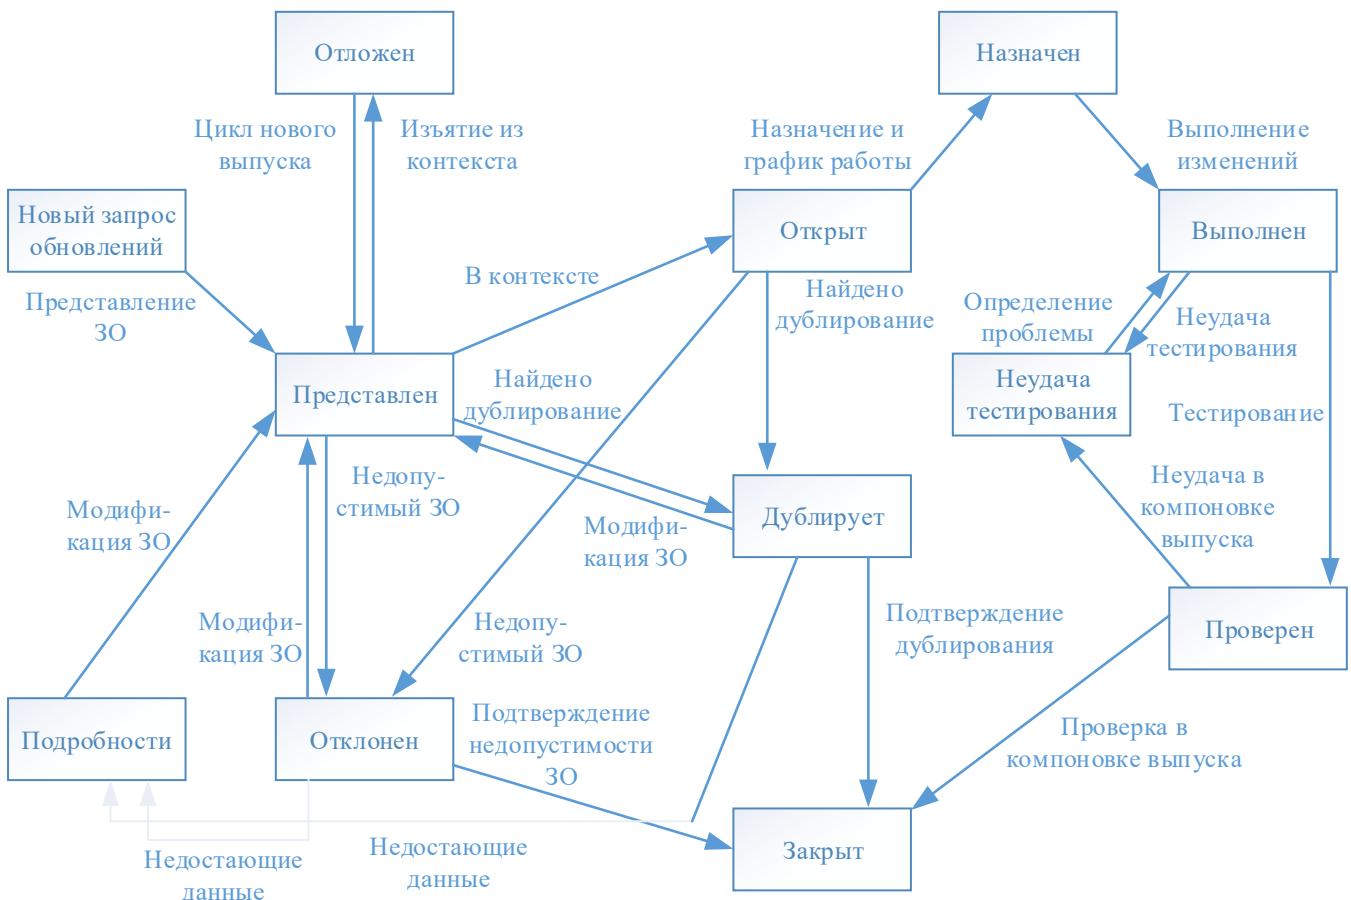 Отложен
Назначен
Цикл нового
выпуска
Изъятие из
контекста
Назначение и
график работы
Выполнение
изменений
Новый запрос
обновлений
Открыт
Выполнен
Представление
ЗО
В контексте
Найдено
дублирование
Определение
проблемы
Неудача
тестирования
Представлен
Найдено
дублирование
Неудача
тестирования
Тестирование
Модифи-
кация ЗО
Недопу-
стимый ЗО
Дублирует
Модифи-
кация ЗО
Неудача в
компоновке
выпуска
Модифи-
кация ЗО
Недопу-
стимый ЗО
Подтверждение
дублирования
Проверен
Подробности
Отклонен
Подтверждение
недопустимости
ЗО
Проверка в
компоновке выпуска
Недостающие
данные
Недостающие
данные
Закрыт